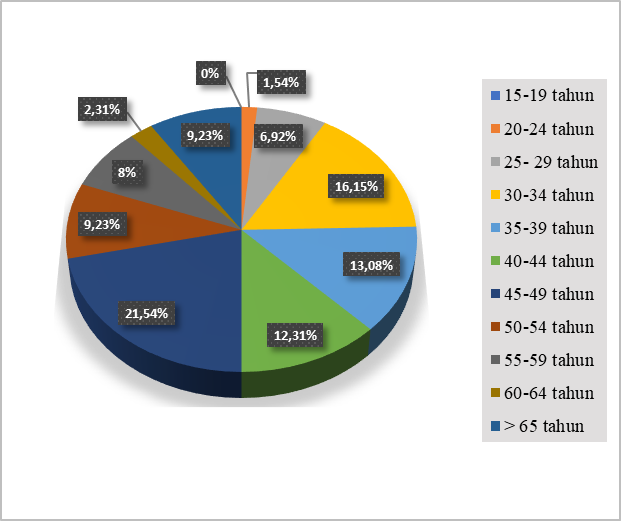 0%
1,54%
2,31%
9,23%
6,92%
8%
16,15%
9,23%
13,08%
21,54%
12,31%
15-19 tahun
20-24 tahun
25- 29 tahun
30-34 tahun
35-39 tahun
40-44 tahun
45-49 tahun
50-54 tahun
55-59 tahun
60-64 tahun
> 65 tahun